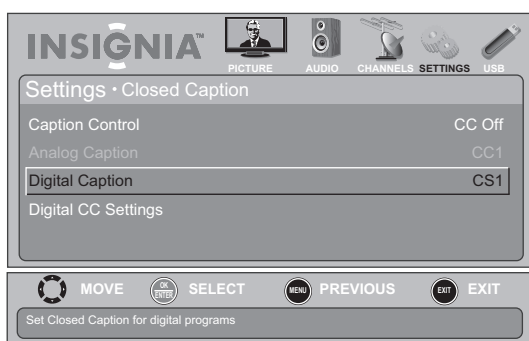 INSIGNIA™
PICTURE AUDIO CHANNELS SETTINGS USB
Settings · Closed Caption
Caption Control CC Off
Analog Caption CC1
Digital Caption CS1
Digital CC Settings
MOVE OK ENTER SELECT MENU PREVIOUS EXIT EXIT
Set Closed Caption for digital programs